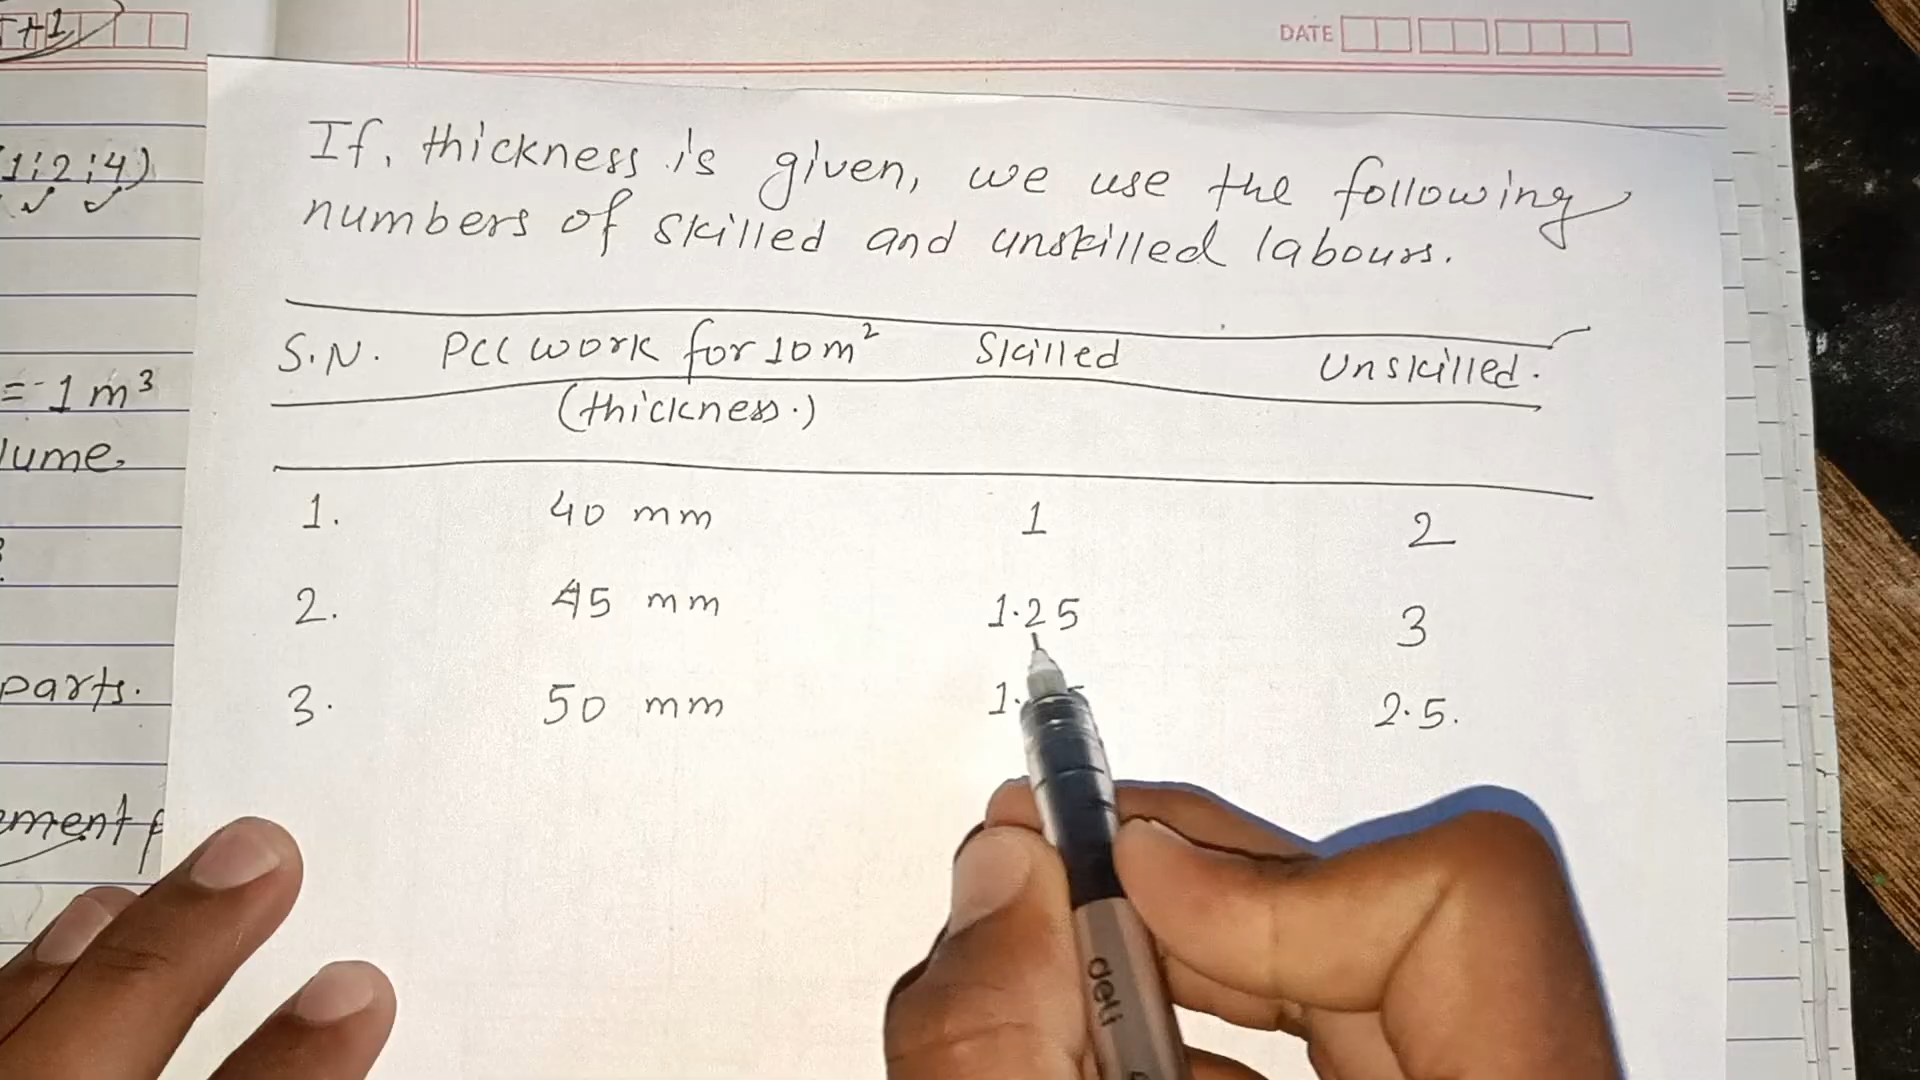 +1
DATE
1:2:4)
If, thickness is given, we use the following
numbers of skilled and unskilled labours.
S.N. PCC work for 10m² Skilled Unskilled.
(thickness.)
= 1 m³
lume
1. 40 mm 1 2
2. 45 mm 1.25 3
3. 50 mm 2.5.
parts.
ement
deli